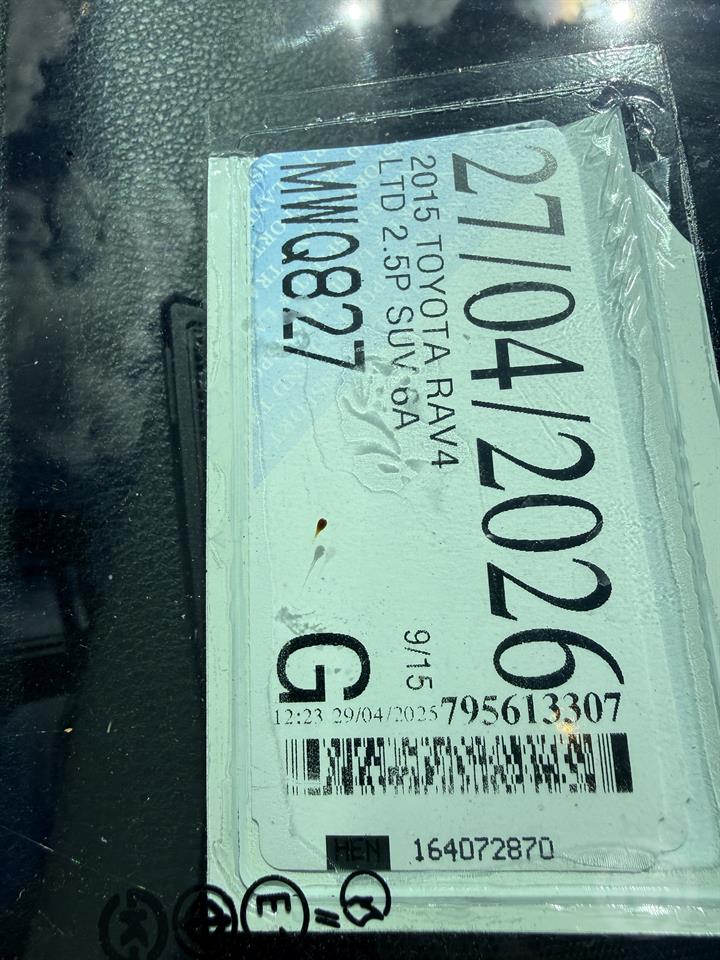 27/04/2026
2015 TOYOTA RAV4
9/15
LTD 2.5P SUV 6A
MWQ827
G
795613307
12:23 29/04/2025
HEN
164072870